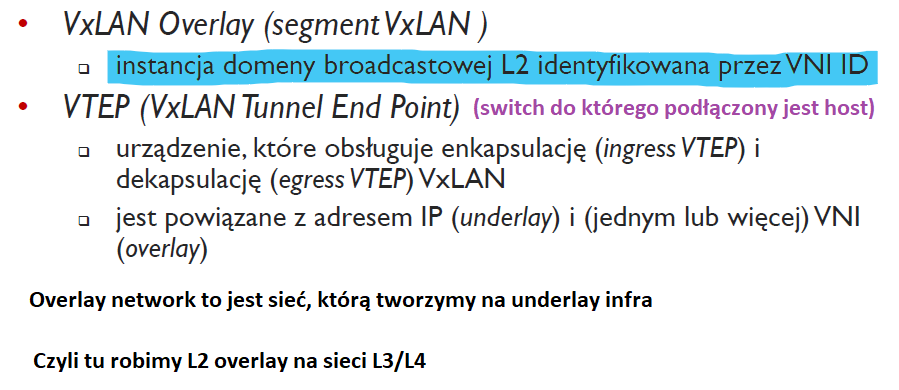 • VxLAN Overlay (segment VxLAN )
❑ instancja domeny broadcastowej L2 identyfikowana przez VNI ID
• VTEP (VxLAN Tunnel End Point) (switch do którego podłączony jest host)
❑ urządzenie, które obsługuje enkapsulację (ingress VTEP) i
dekapsulację (egress VTEP) VxLAN
❑ jest powiązane z adresem IP (underlay) i (jednym lub więcej) VNI
(overlay)
Overlay network to jest sieć, którą tworzymy na underlay infra
Czyli tu robimy L2 overlay na sieci L3/L4